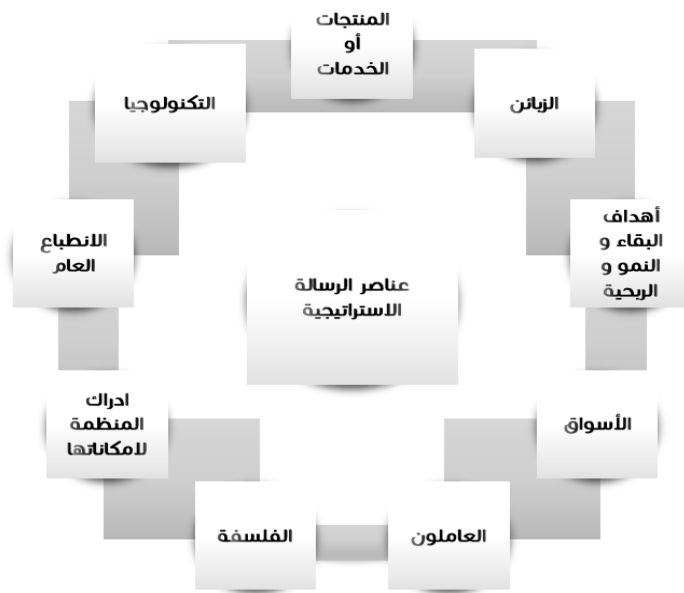 المنتجات
أو
الخدمات
الزبائن
أهداف
البقاء و
النمو و
الربحية
الأسواق
العاملون
الفلسفة
ادراك
المنظمة
لامكاناتها
الانطباع
العام
التكنولوجيا
عناصر الرسالة
الاستراتيجية